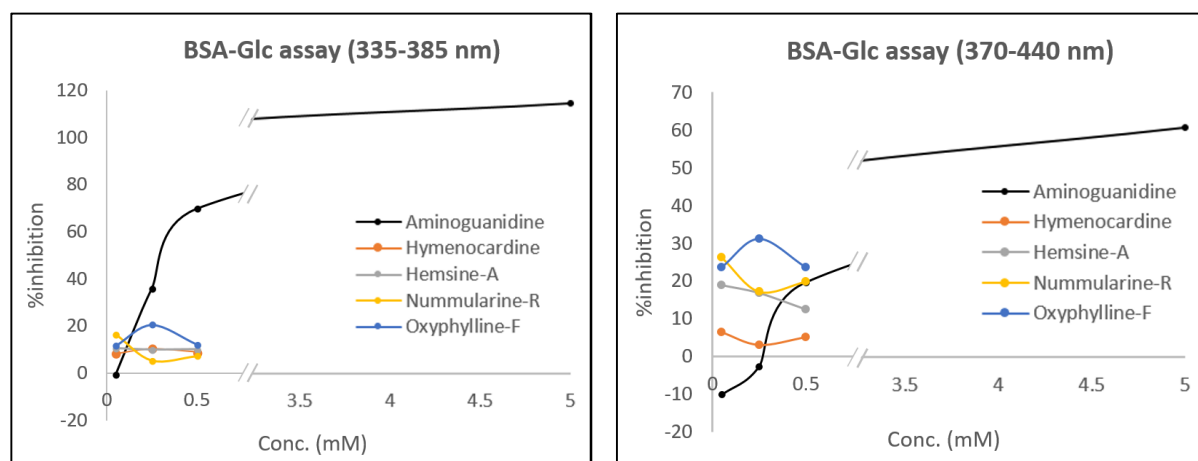 BSA-Glc assay (335-385 nm)
120
100
80
60
40
20
0
-20
%inhibition
0
0.5
3.5
4
4.5
5
Conc. (mM)
Aminoguanidine
Hymenocardine
Hemsine-A
Nummularine-R
Oxyphylline-F
BSA-Glc assay (370-440 nm)
70
60
50
40
30
20
10
0
-10
-20
%inhibition
0
0.5
3.5
4
4.5
5
Conc. (mM)
Aminoguanidine
Hymenocardine
Hemsine-A
Nummularine-R
Oxyphylline-F